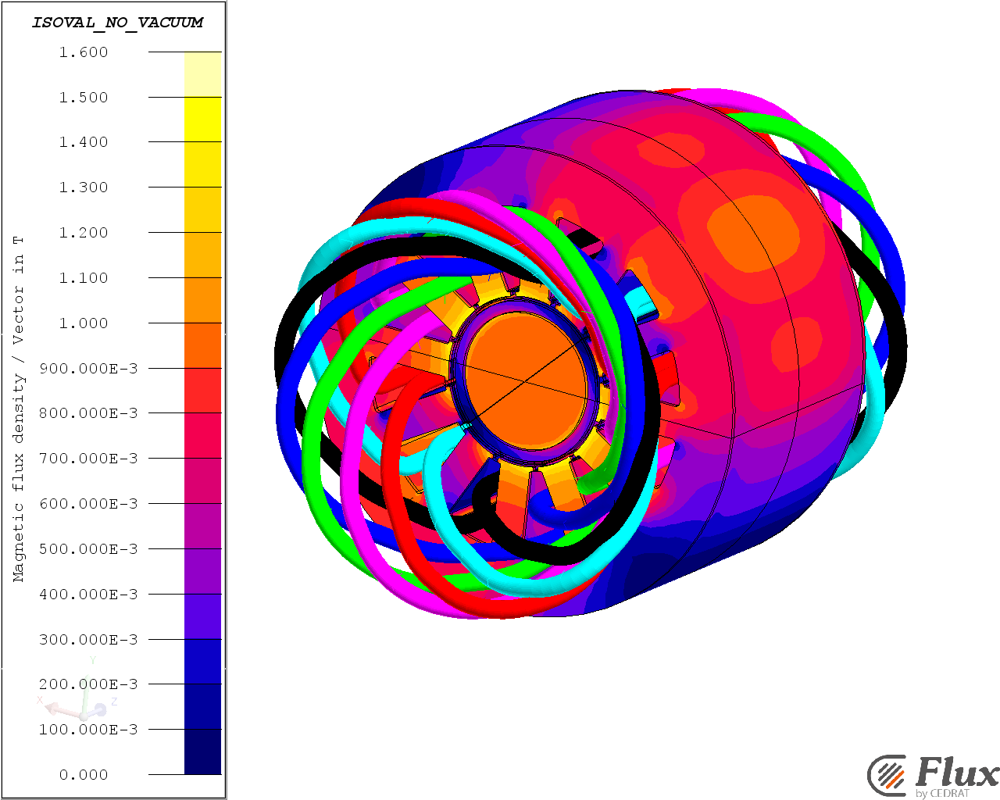 ISOVAL_NO_VACUUM
1.600
1.500
1.400
1.300
1.200
1.100
1.000
900.000E-3
800.000E-3
700.000E-3
600.000E-3
500.000E-3
400.000E-3
300.000E-3
200.000E-3
100.000E-3
0.000
Magnetic flux density / Vector in T
Y
X
Z
Flux
by CEDRAT